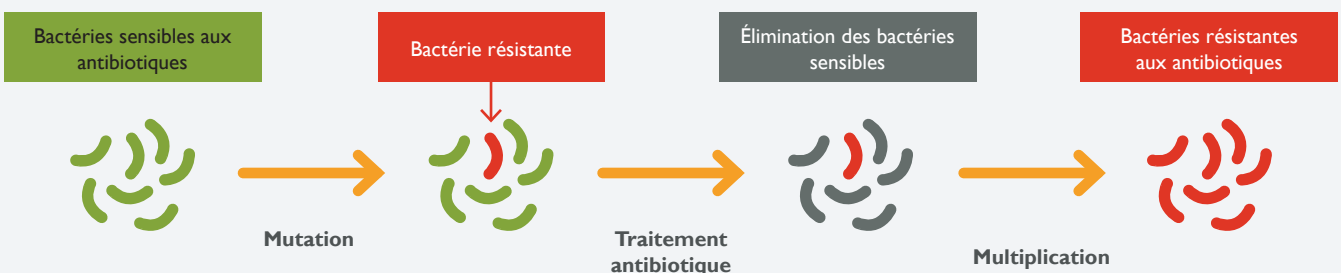 Bactéries sensibles aux
antibiotiques
Bactérie résistante
Élimination des bactéries
sensibles
Bactéries résistantes
aux antibiotiques
Mutation
Traitement
antibiotique
Multiplication